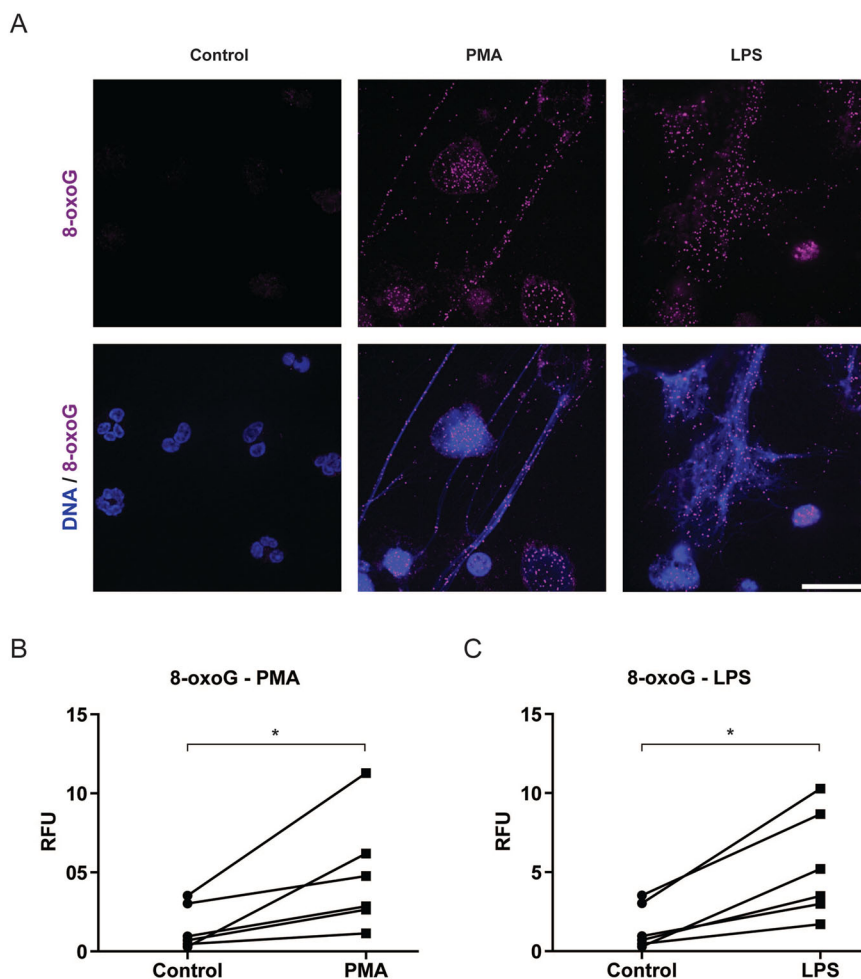 A
Control PMA LPS
8-oxoG
DNA / 8-oxoG
B
8-oxoG - PMA
RFU
15
10
05
0
*
Control PMA
C
8-oxoG - LPS
RFU
15
10
5
0
*
Control LPS